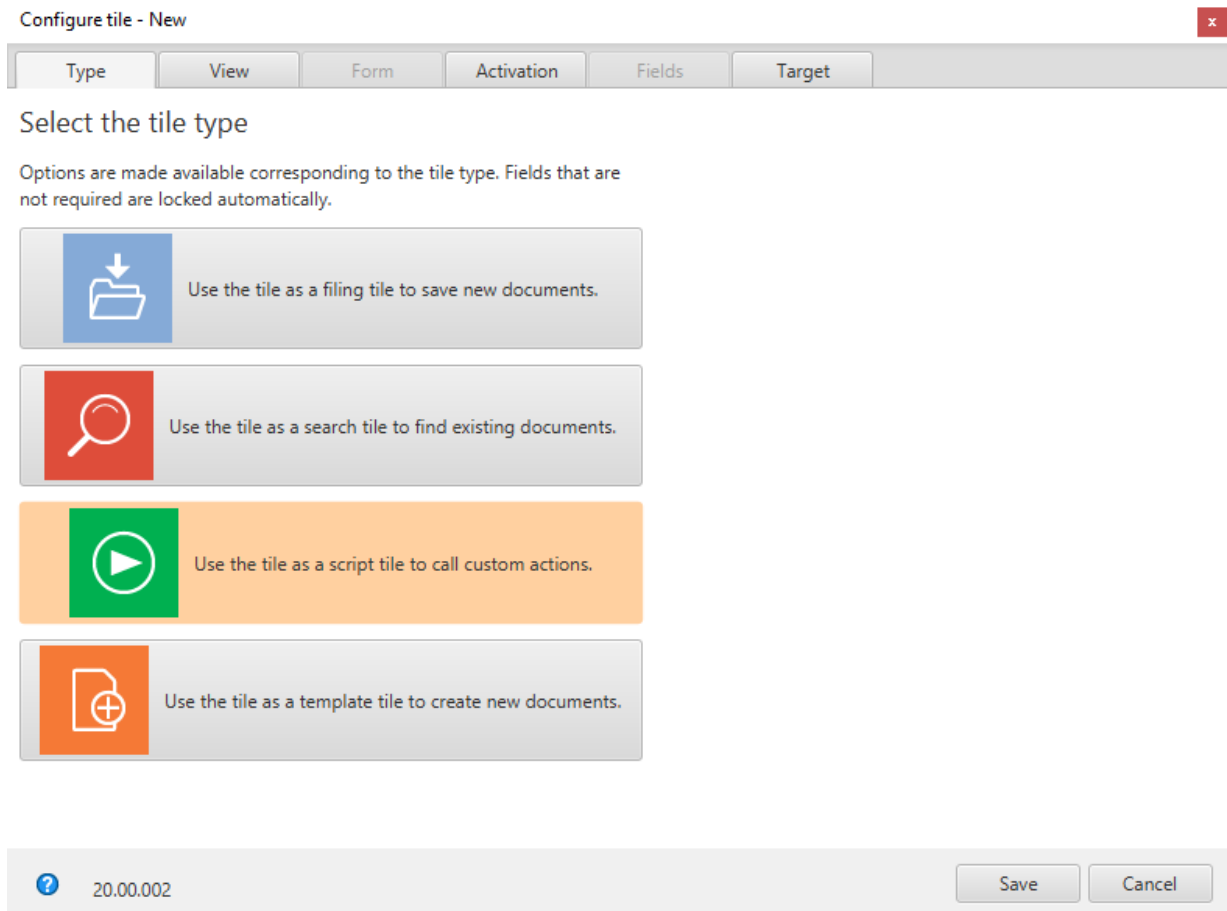 Configure tile - New
x
Type
View
Form
Activation
Fields
Target
Select the tile type
Options are made available corresponding to the tile type. Fields that are
not required are locked automatically.
Use the tile as a filing tile to save new documents.
Use the tile as a search tile to find existing documents.
Use the tile as a script tile to call custom actions.
Use the tile as a template tile to create new documents.
?
20.00.002
Save
Cancel